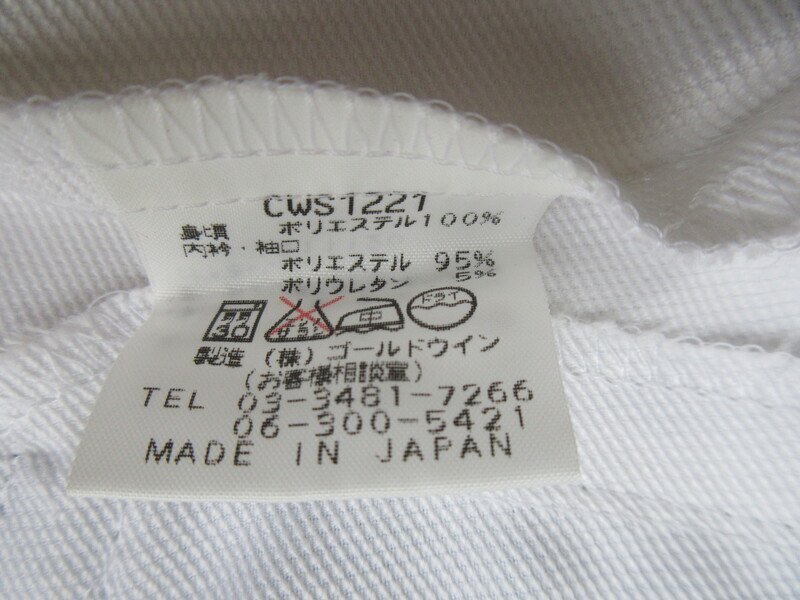 CWS1221
身頃 ポリエステル100%
内衿・袖口
ポリエステル 95%
ポリウレタン 5%
30 中 ドライ
製造 (株) ゴールドウイン
(お客様相談室)
TEL 03-3481-7266
06-300-5421
MADE IN JAPAN